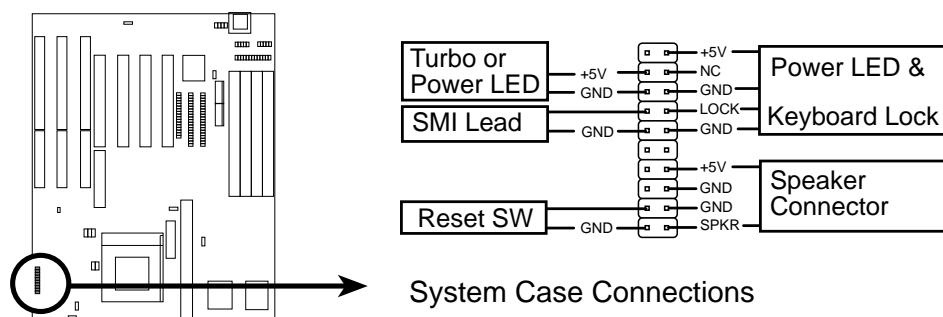 Turbo or
Power LED
+5V
GND
SMI Lead
GND
Reset SW
GND
+5V
NC
GND
LOCK
GND
Power LED &
Keyboard Lock
+5V
GND
GND
SPKR
Speaker
Connector
System Case Connections